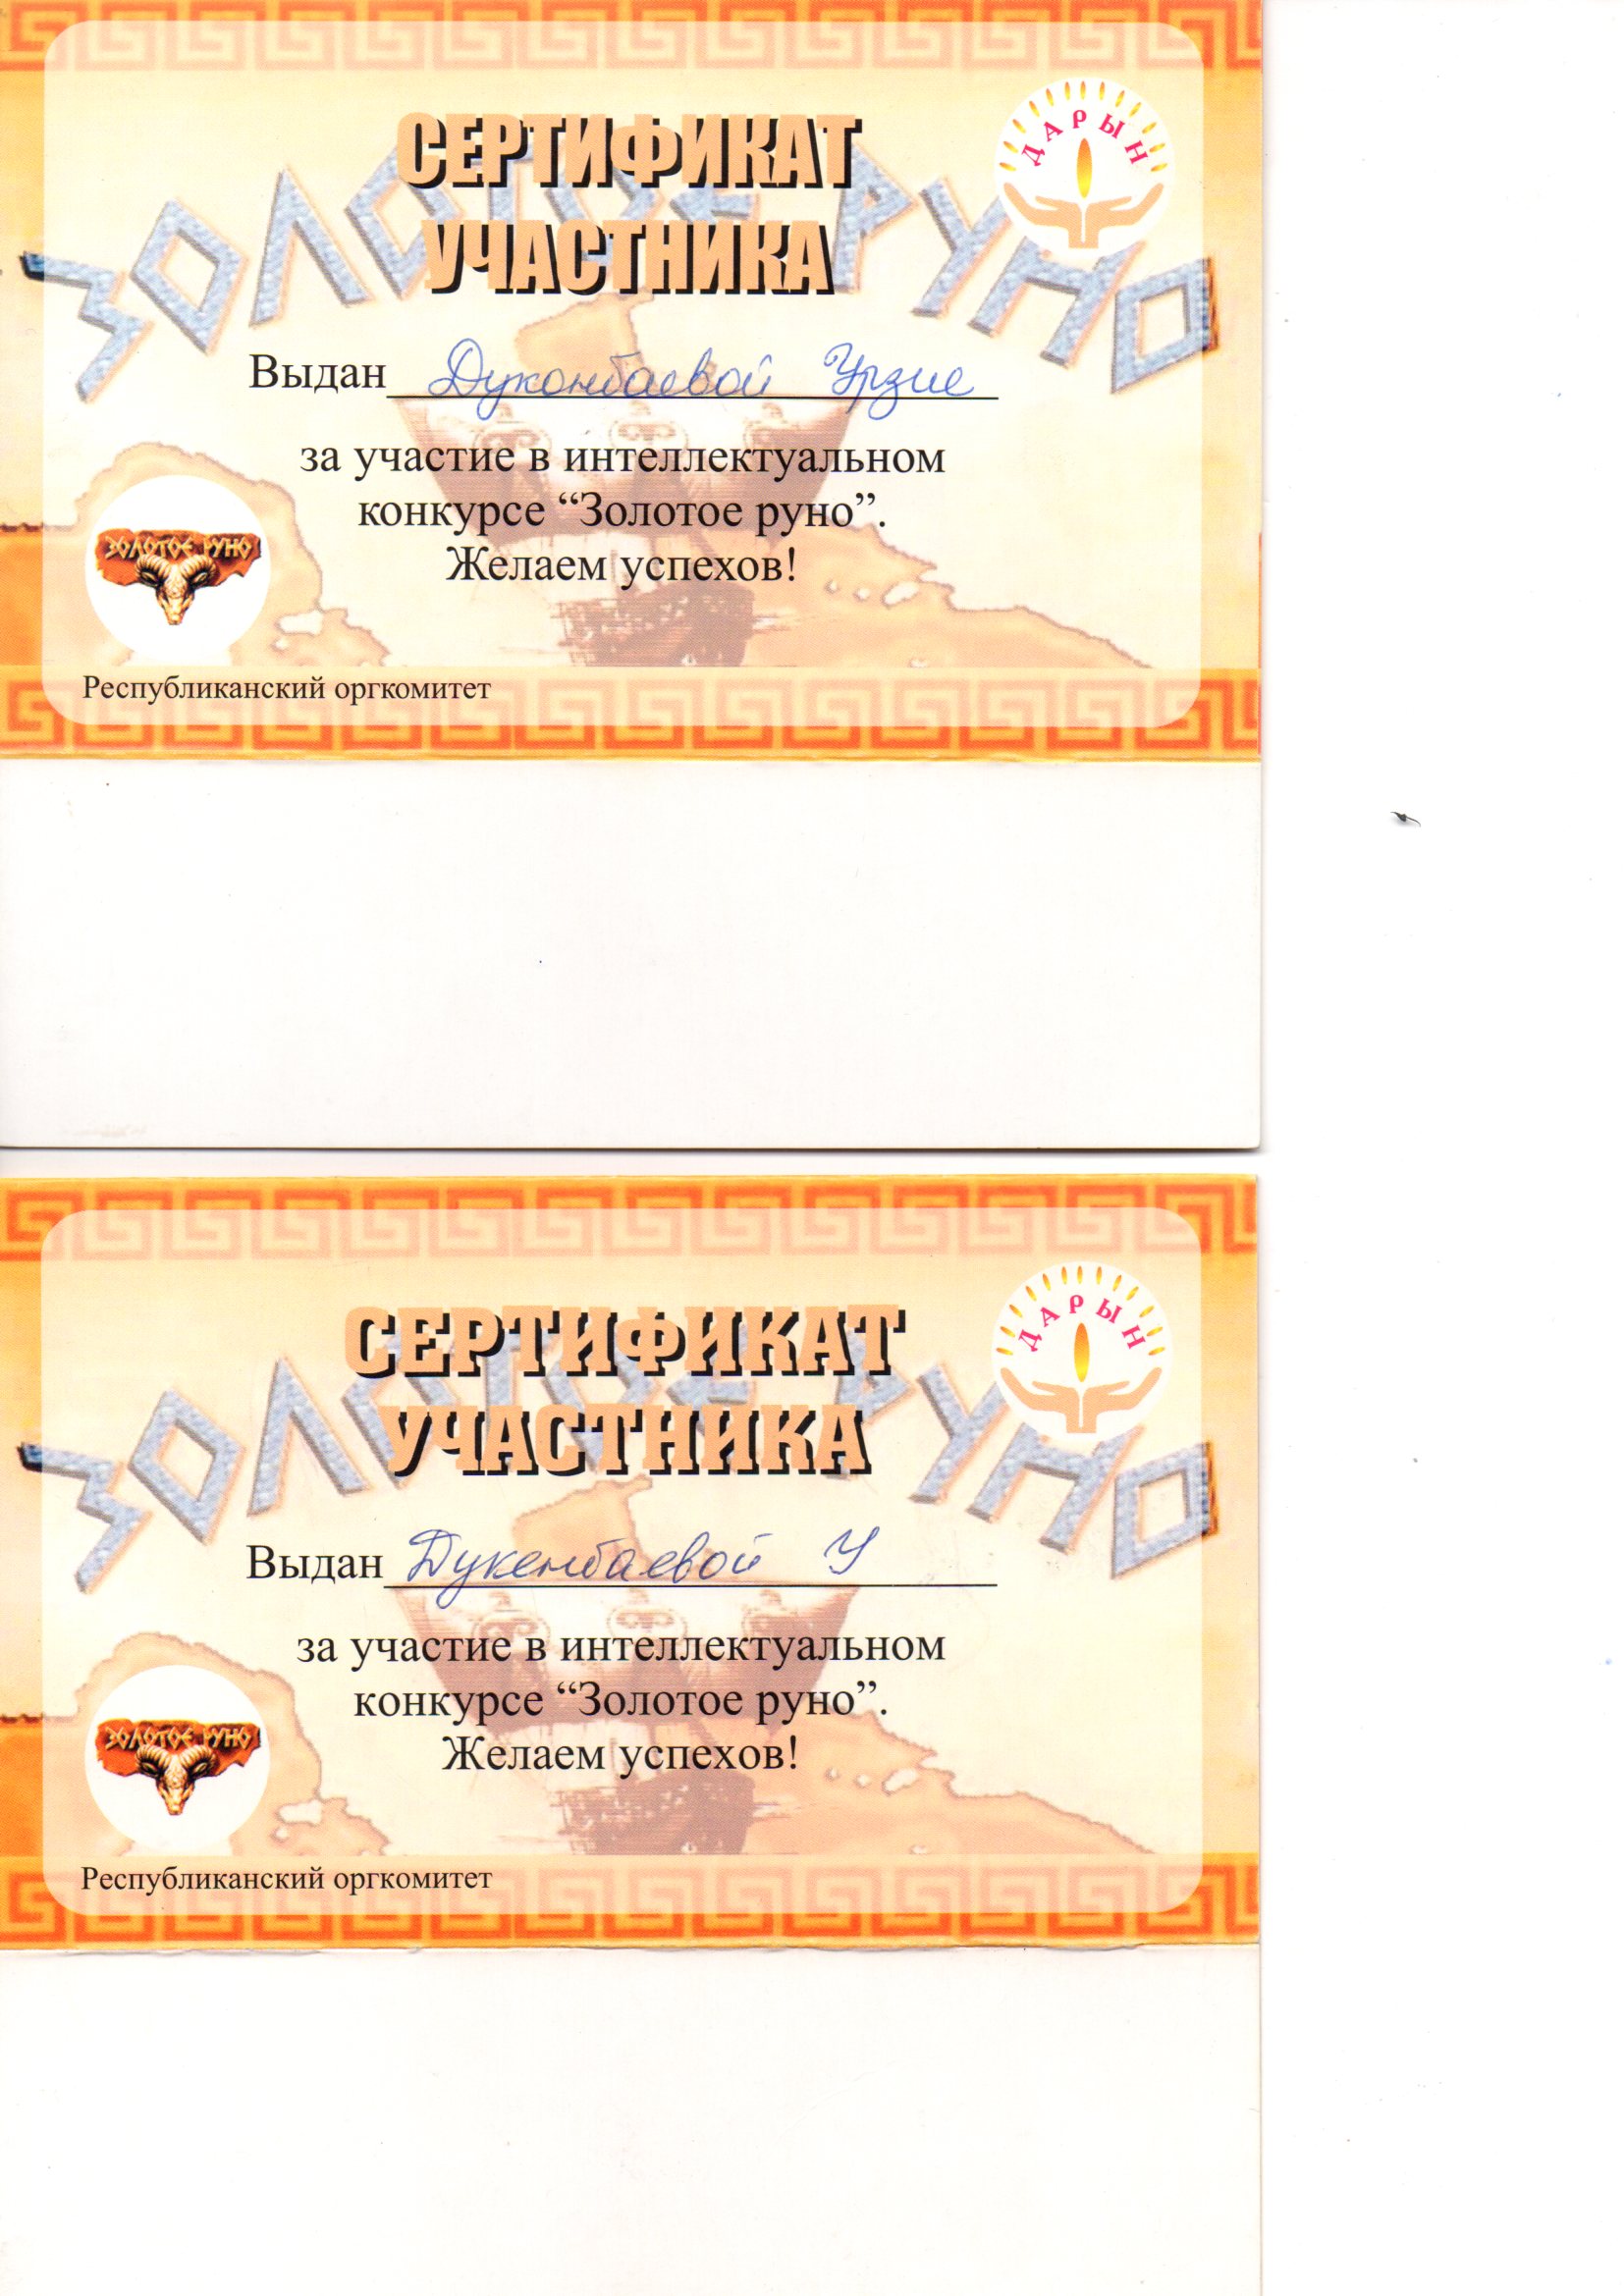 ЗОЛОТОЕ РУНО
СЕРТИФИКАТ
УЧАСТНИКА
ДАРЫН
Выдан Дуконбаевой Урзие
за участие в интеллектуальном
конкурсе “Золотое руно”.
Желаем успехов!
ЗОЛОТОЕ РУНО
Республиканский оргкомитет
ЗОЛОТОЕ РУНО
СЕРТИФИКАТ
УЧАСТНИКА
ДАРЫН
Выдан Дукенбаевой У
за участие в интеллектуальном
конкурсе “Золотое руно”.
Желаем успехов!
ЗОЛОТОЕ РУНО
Республиканский оргкомитет